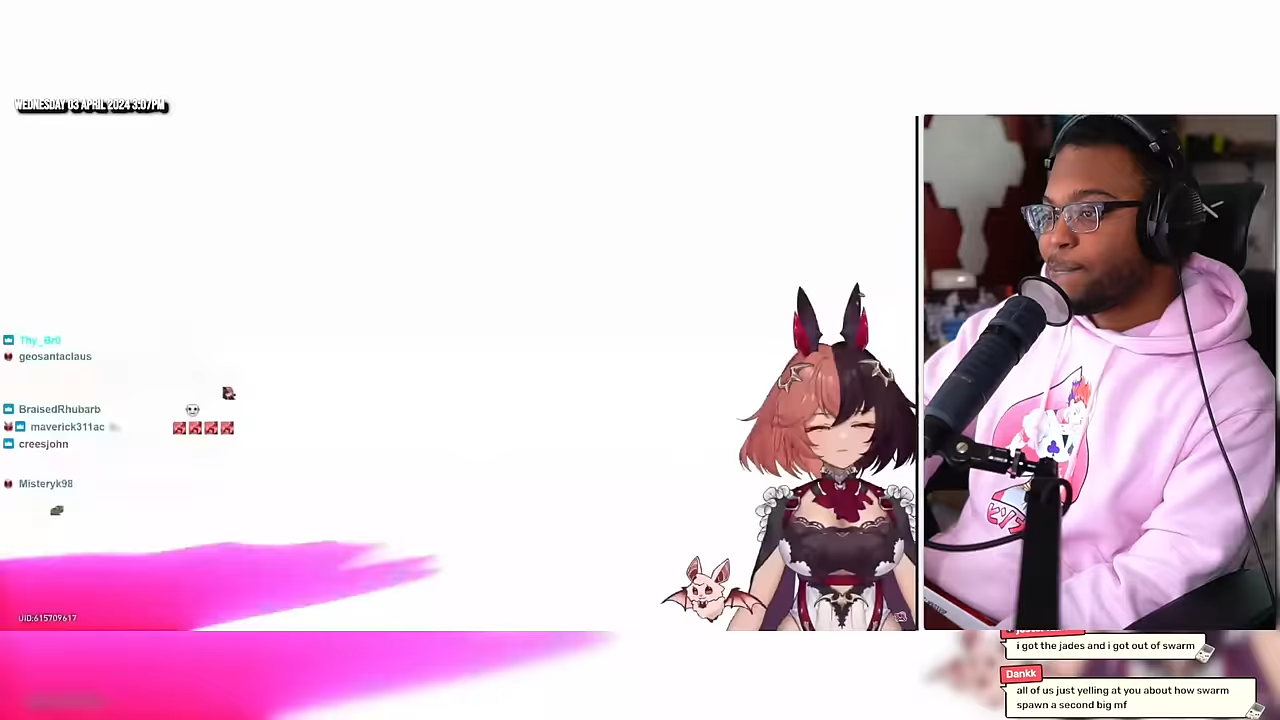 WEDNESDAY 03 APRIL 2024 3:07PM
Thy_Br0
geosantaclaus
BraisedRhubarb
maverick311ac
creesjohn
Misteryk98
UID:615709617
i got the jades and i got out of swarm
Dankk
all of us just yelling at you about how swarm
spawn a second big mf